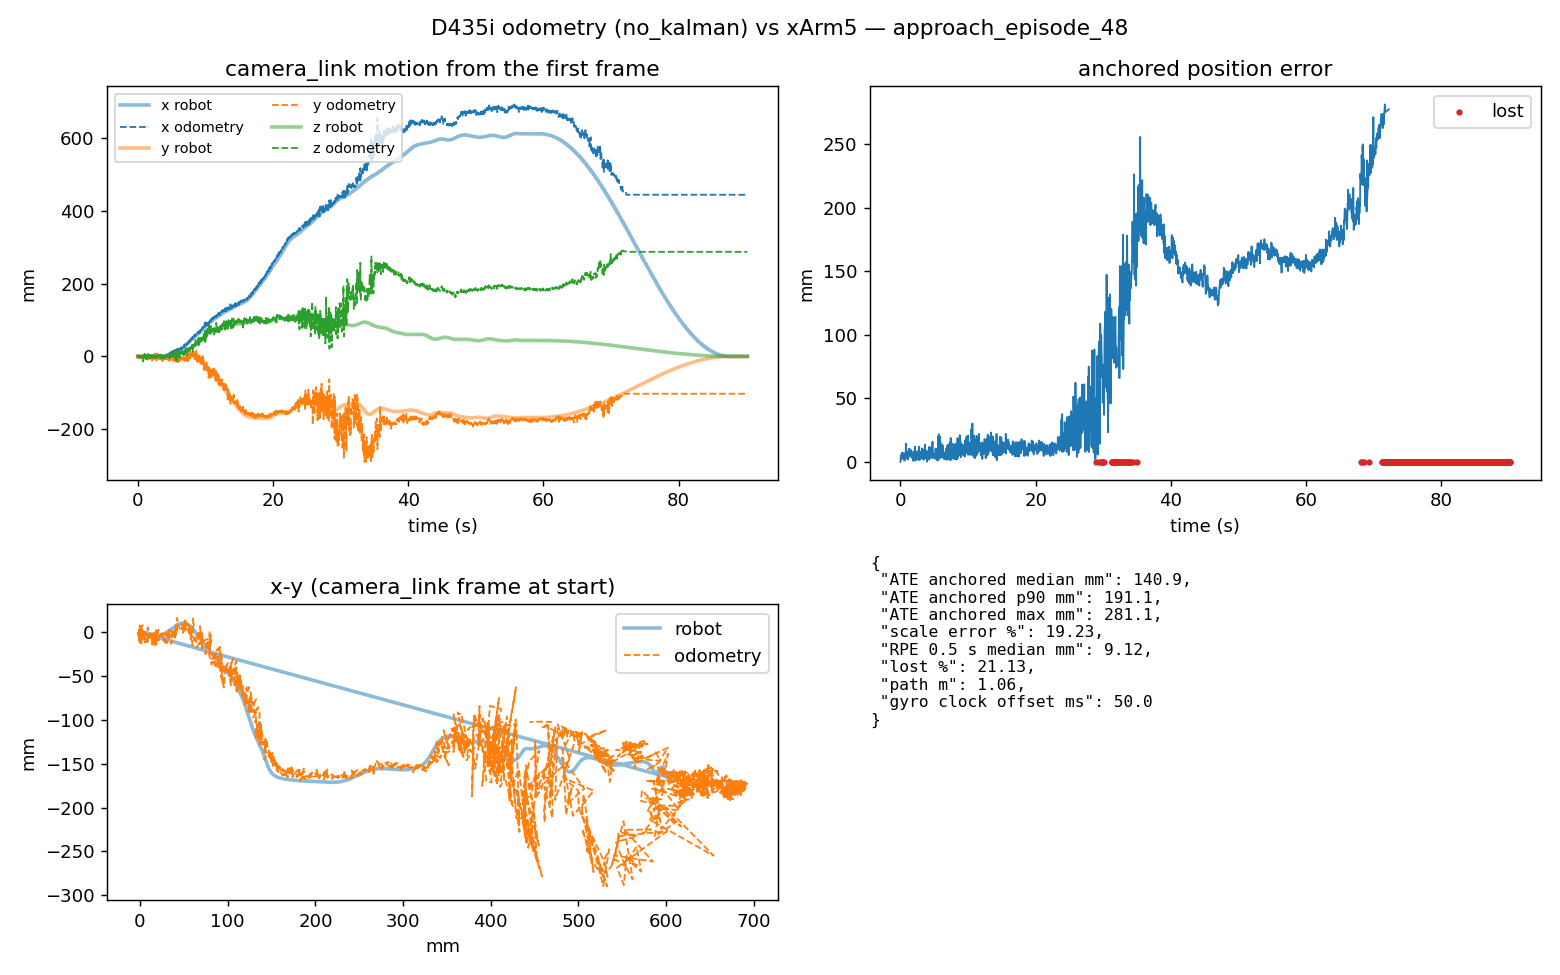 D435i odometry (no_kalman) vs xArm5 — approach_episode_48
camera_link motion from the first frame
x robot
x odometry
y robot
y odometry
z robot
z odometry
600
400
200
0
−200
mm
0
20
40
60
80
time (s)
anchored position error
lost
250
200
150
100
50
0
mm
0
20
40
60
80
time (s)
x-y (camera_link frame at start)
robot
odometry
0
−50
−100
−150
−200
−250
−300
mm
0
100
200
300
400
500
600
700
mm
{
"ATE anchored median mm": 140.9,
"ATE anchored p90 mm": 191.1,
"ATE anchored max mm": 281.1,
"scale error %": 19.23,
"RPE 0.5 s median mm": 9.12,
"lost %": 21.13,
"path m": 1.06,
"gyro clock offset ms": 50.0
}